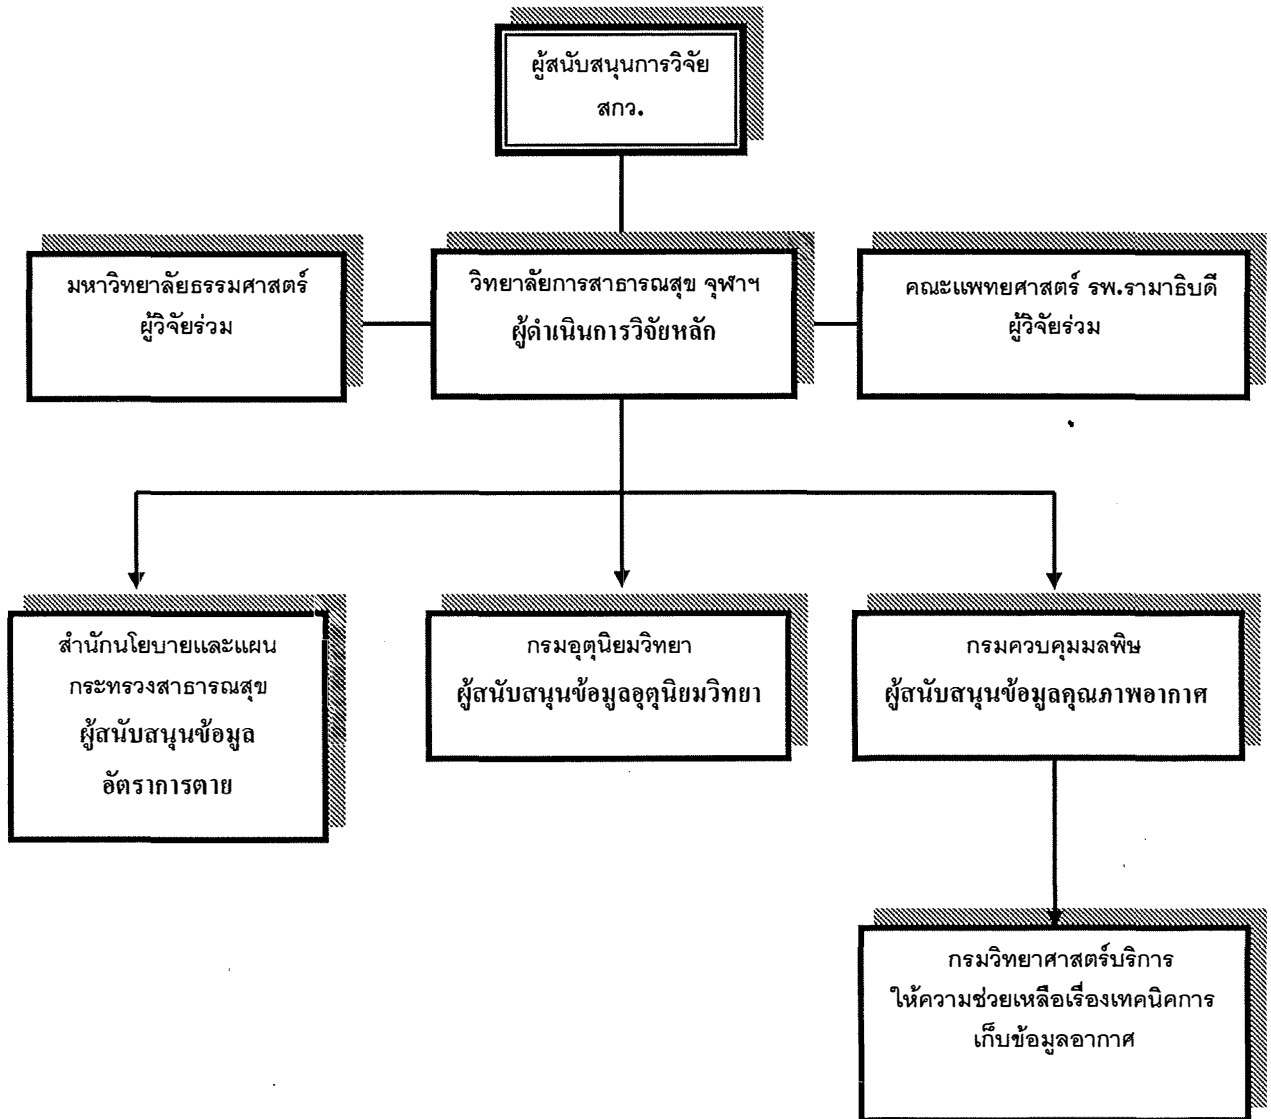 ผู้สนับสนุนการวิจัย
สกว.
มหาวิทยาลัยธรรมศาสตร์
ผู้วิจัยร่วม
วิทยาลัยการสาธารณสุข จุฬาฯ
ผู้ดำเนินการวิจัยหลัก
คณะแพทยศาสตร์ รพ.รามาธิบดี
ผู้วิจัยร่วม
สำนักนโยบายและแผน
กระทรวงสาธารณสุข
ผู้สนับสนุนข้อมูล
อัตราการตาย
กรมอุตุนิยมวิทยา
ผู้สนับสนุนข้อมูลอุตุนิยมวิทยา
กรมควบคุมมลพิษ
ผู้สนับสนุนข้อมูลคุณภาพอากาศ
กรมวิทยาศาสตร์บริการ
ให้ความช่วยเหลือเรื่องเทคนิคการ
เก็บข้อมูลอากาศ